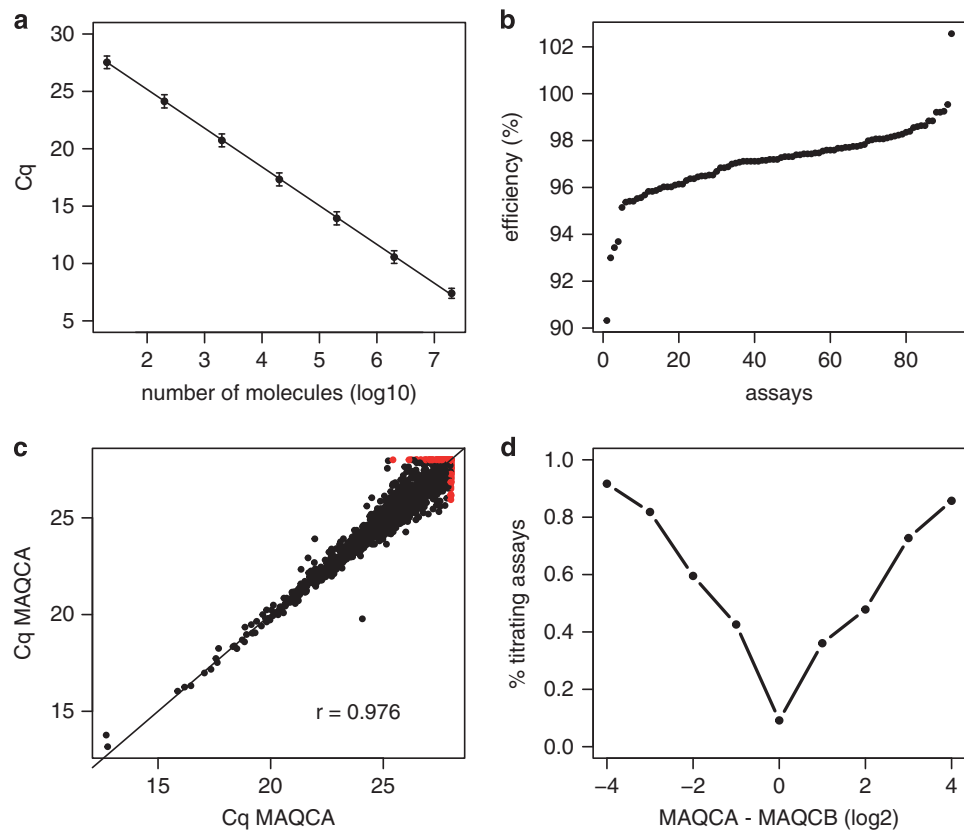 a
30
25
20
15
10
5
Cq
2 3 4 5 6 7
number of molecules (log10)
b
102
100
98
96
94
92
90
efficiency (%)
0 20 40 60 80
assays
c
25
20
15
Cq MAQCA
r = 0.976
15 20 25
Cq MAQCA
d
1.0
0.8
0.6
0.4
0.2
0.0
% titrating assays
−4 −2 0 2 4
MAQCA - MAQCB (log2)